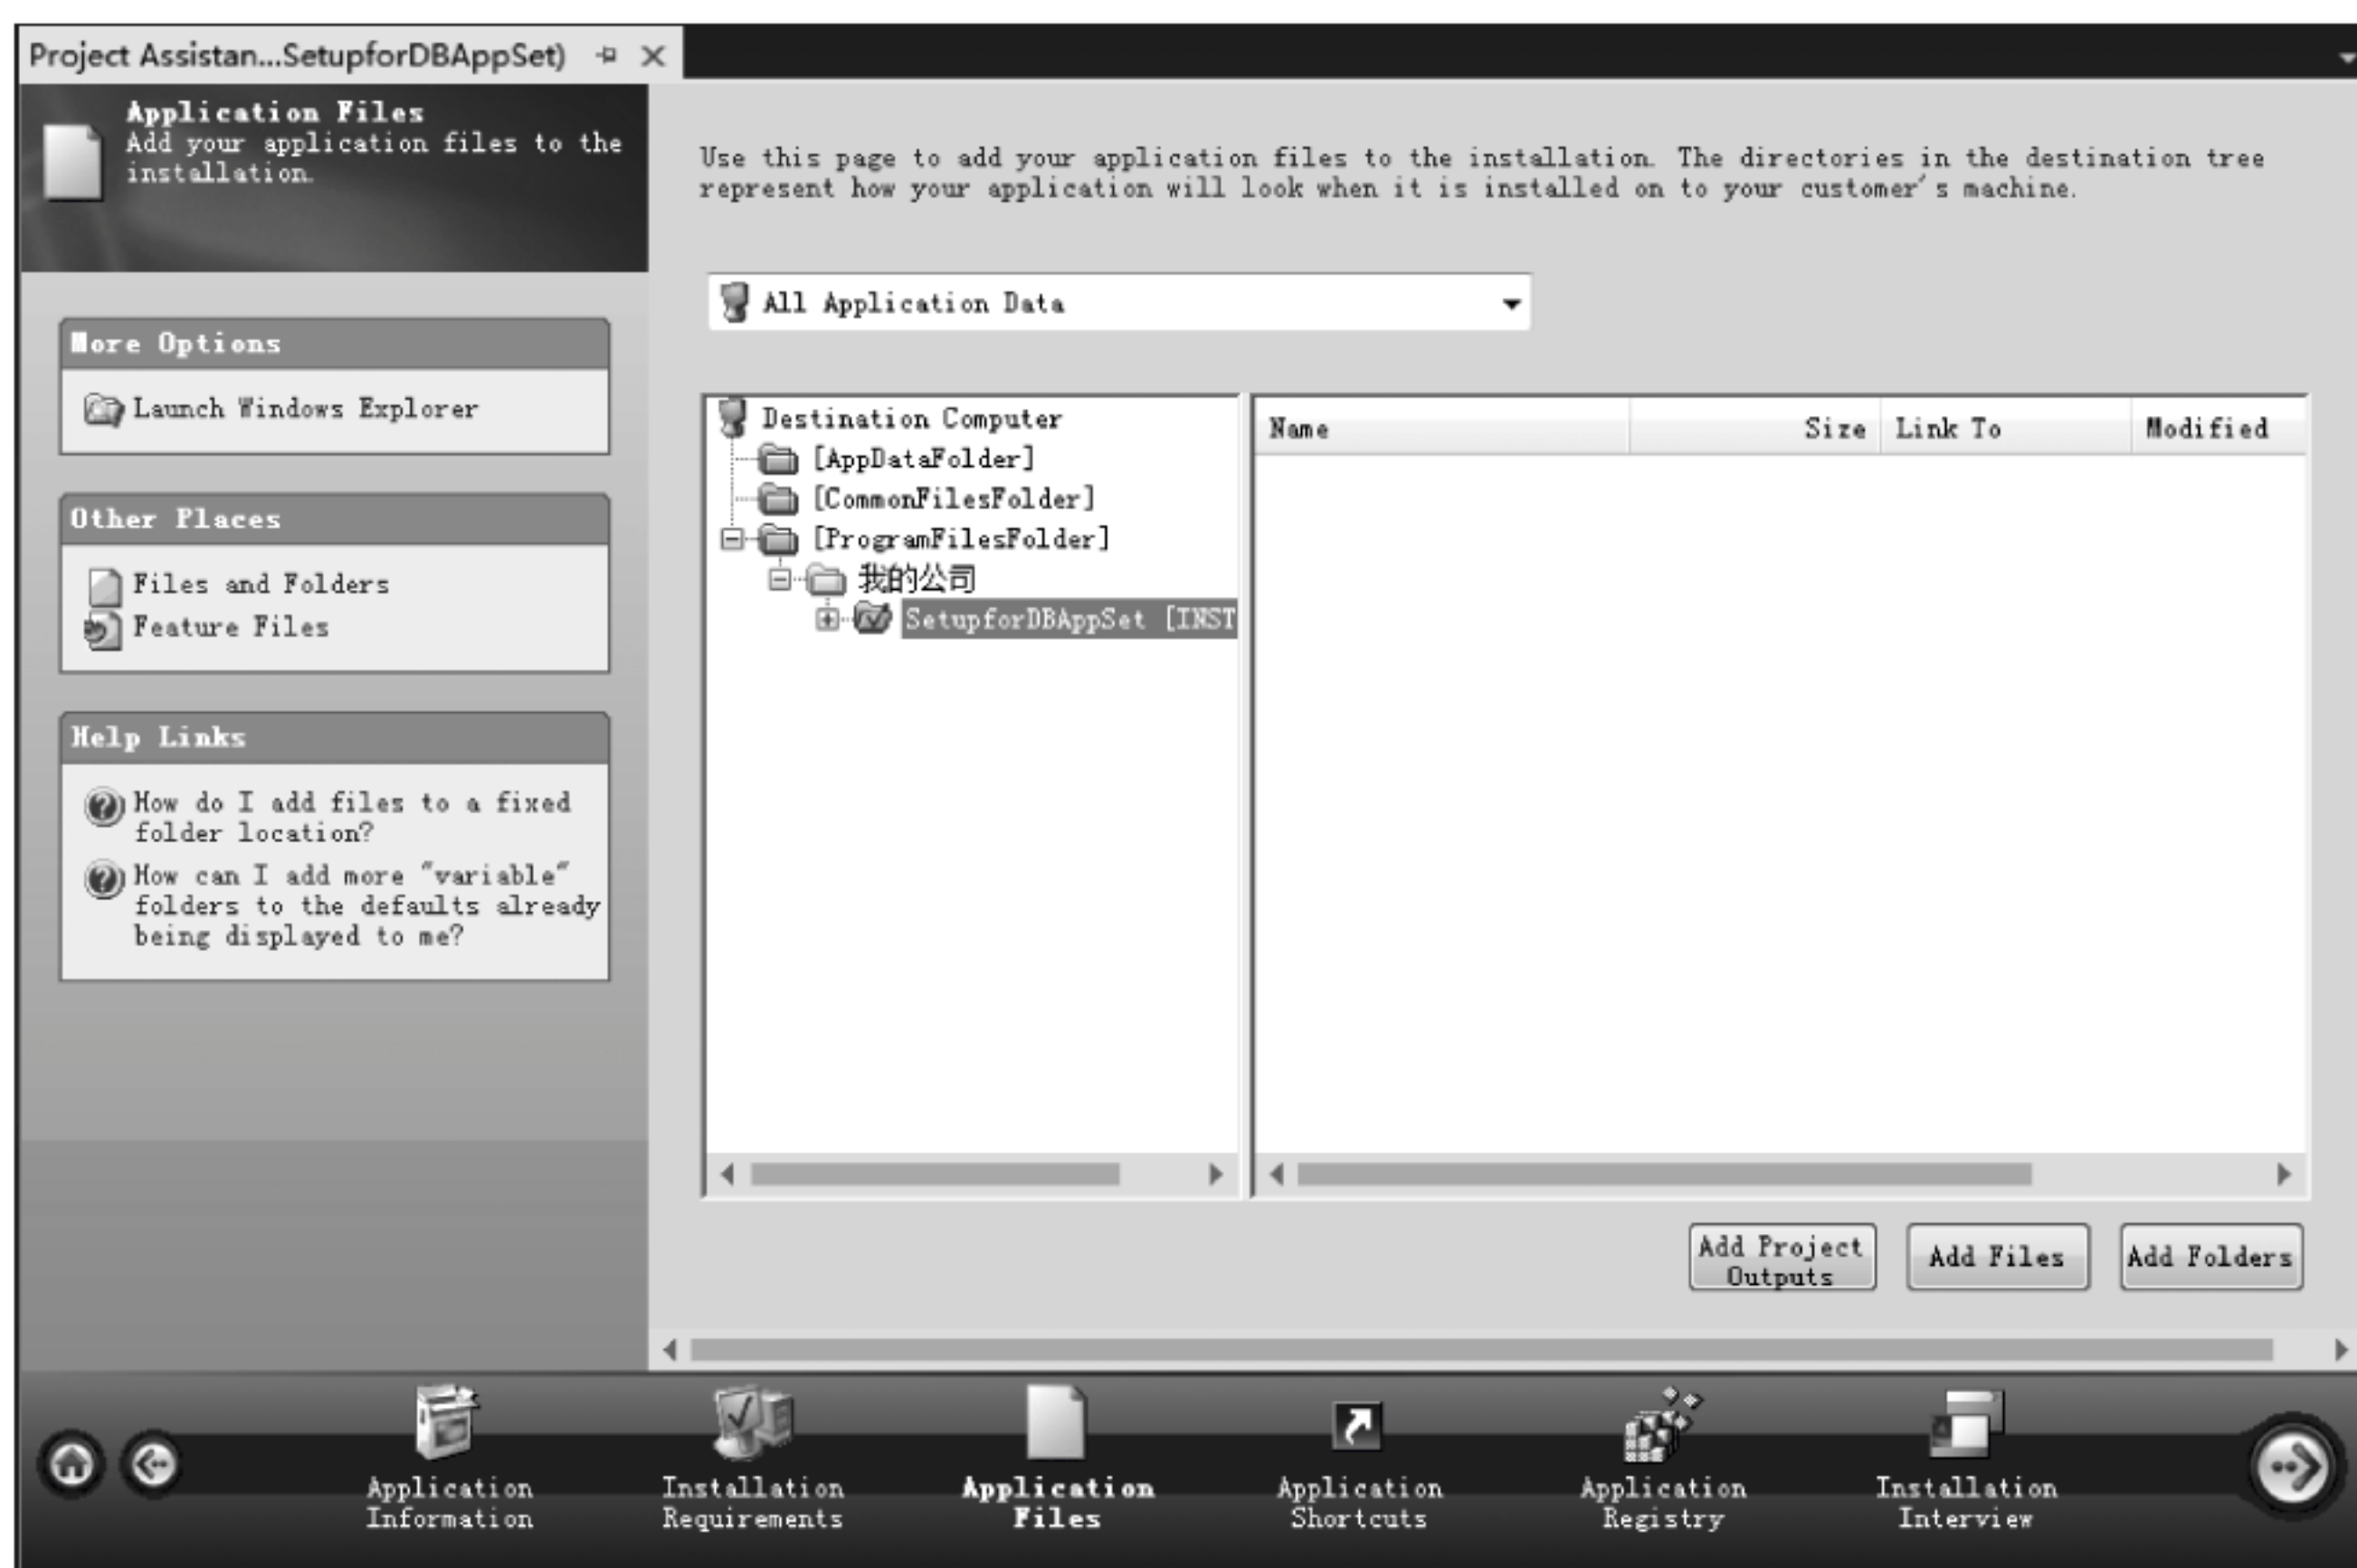 Project Assistan...SetupforDBAppSet)
Application Files
Add your application files to the
installation.
Use this page to add your application files to the installation. The directories in the destination tree
represent how your application will look when it is installed on to your customer's machine.
All Application Data
More Options
Launch Windows Explorer
Other Places
Files and Folders
Feature Files
Help Links
How do I add files to a fixed
folder location?
How can I add more "variable"
folders to the defaults already
being displayed to me?
Destination Computer
[AppDataFolder]
[CommonFilesFolder]
[ProgramFilesFolder]
我的公司
SetupforDBAppSet [INST
Name Size Link To Modified
Add Project
Outputs
Add Files
Add Folders
Application
Information
Installation
Requirements
Application
Files
Application
Shortcuts
Application
Registry
Installation
Interview